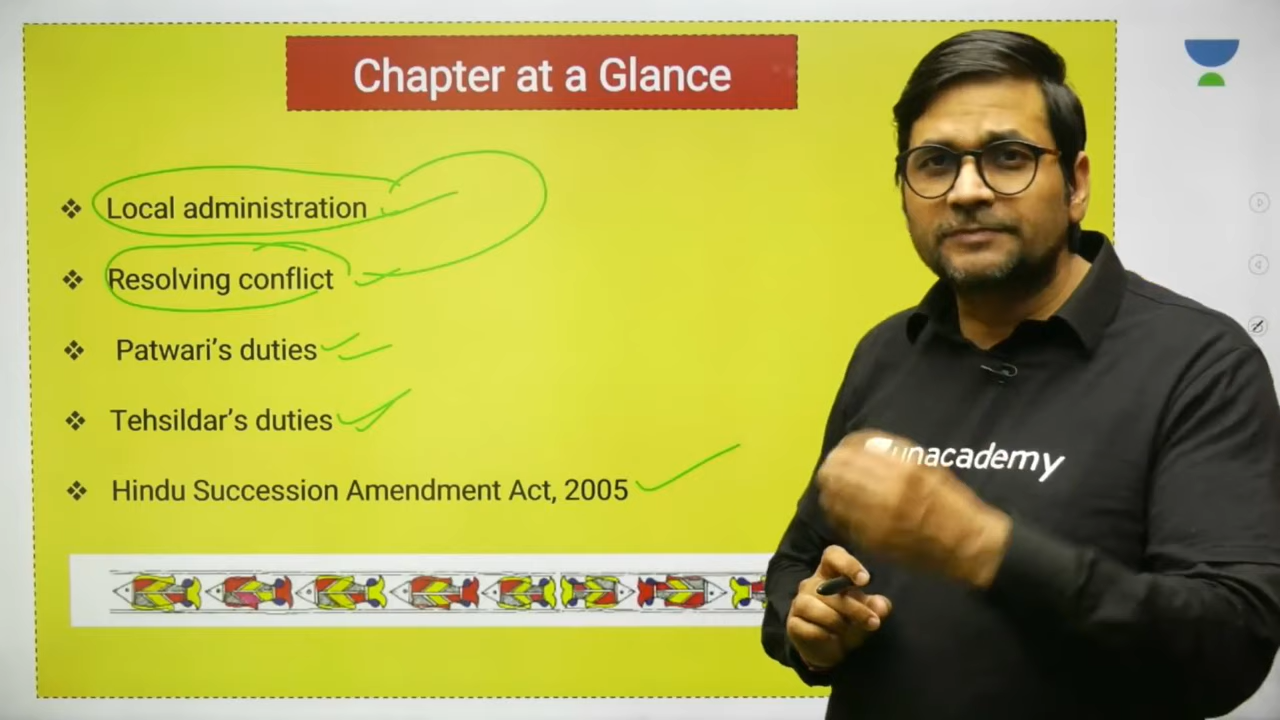 Chapter at a Glance
Local administration
Resolving conflict
Patwari's duties
Tehsildar's duties
Hindu Succession Amendment Act, 2005
unacademy